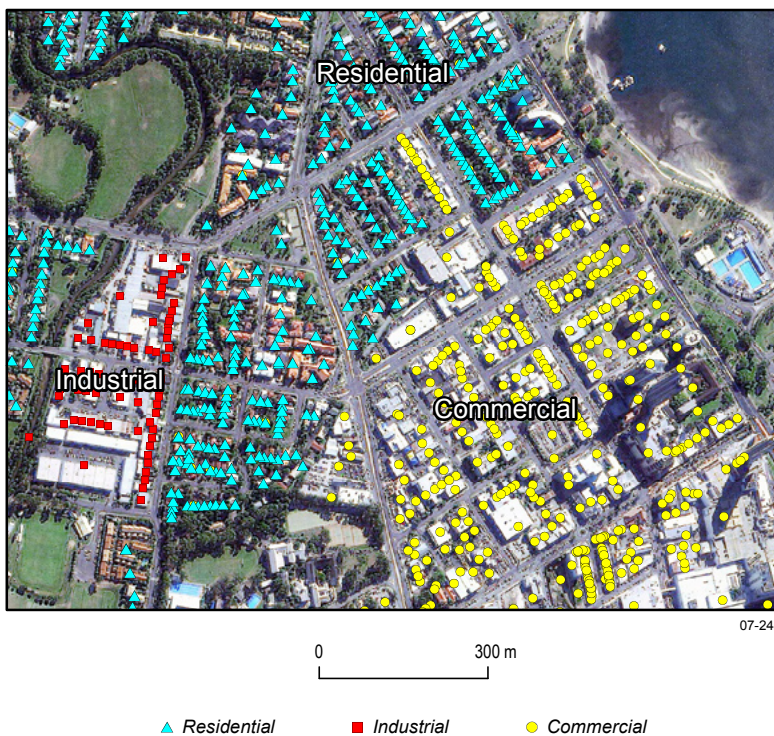 Residential
Industrial
Commercial
07-24
0 300 m
Residential Industrial Commercial